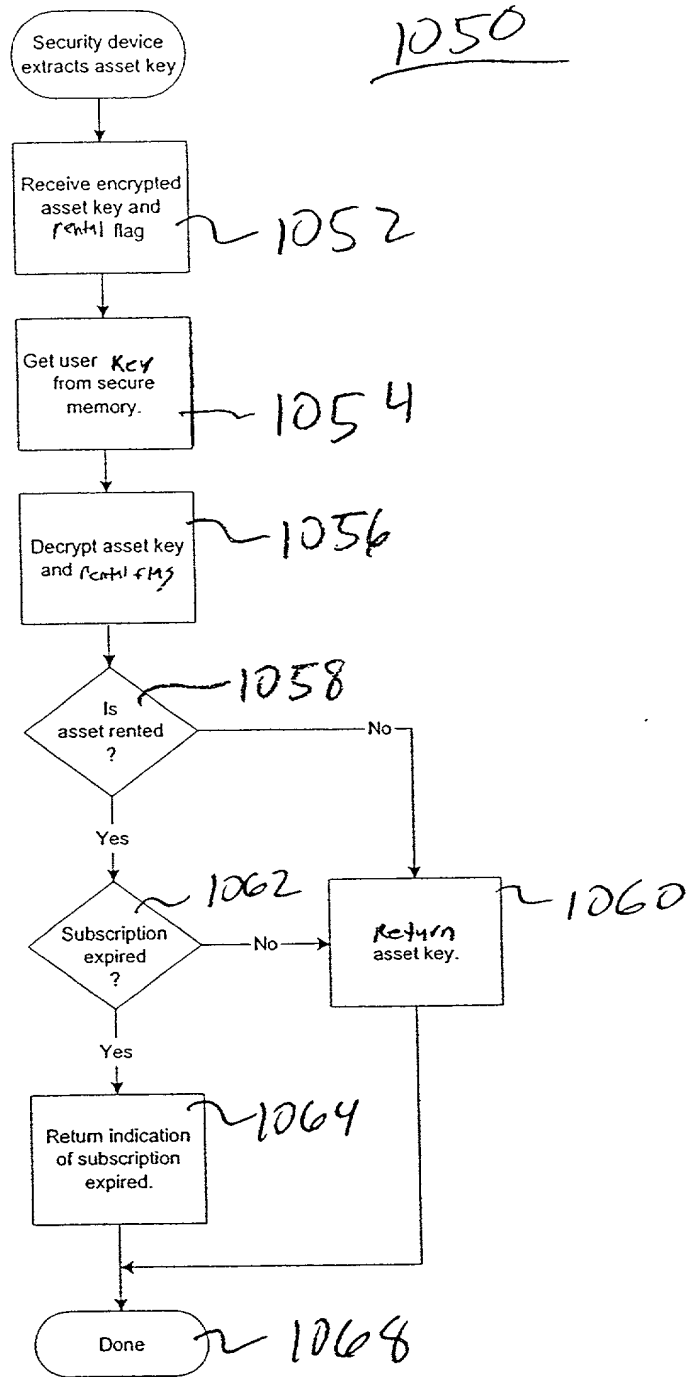 1050
Security device
extracts asset key
Receive encrypted
asset key and
rental flag
1052
Get user Key
from secure
memory.
1054
Decrypt asset key
and rental flag
1056
Is
asset rented
?
1058
No
Yes
Subscription
expired
?
1062
No
Return
asset key.
1060
Yes
Return indication
of subscription
expired.
1064
Done
1068